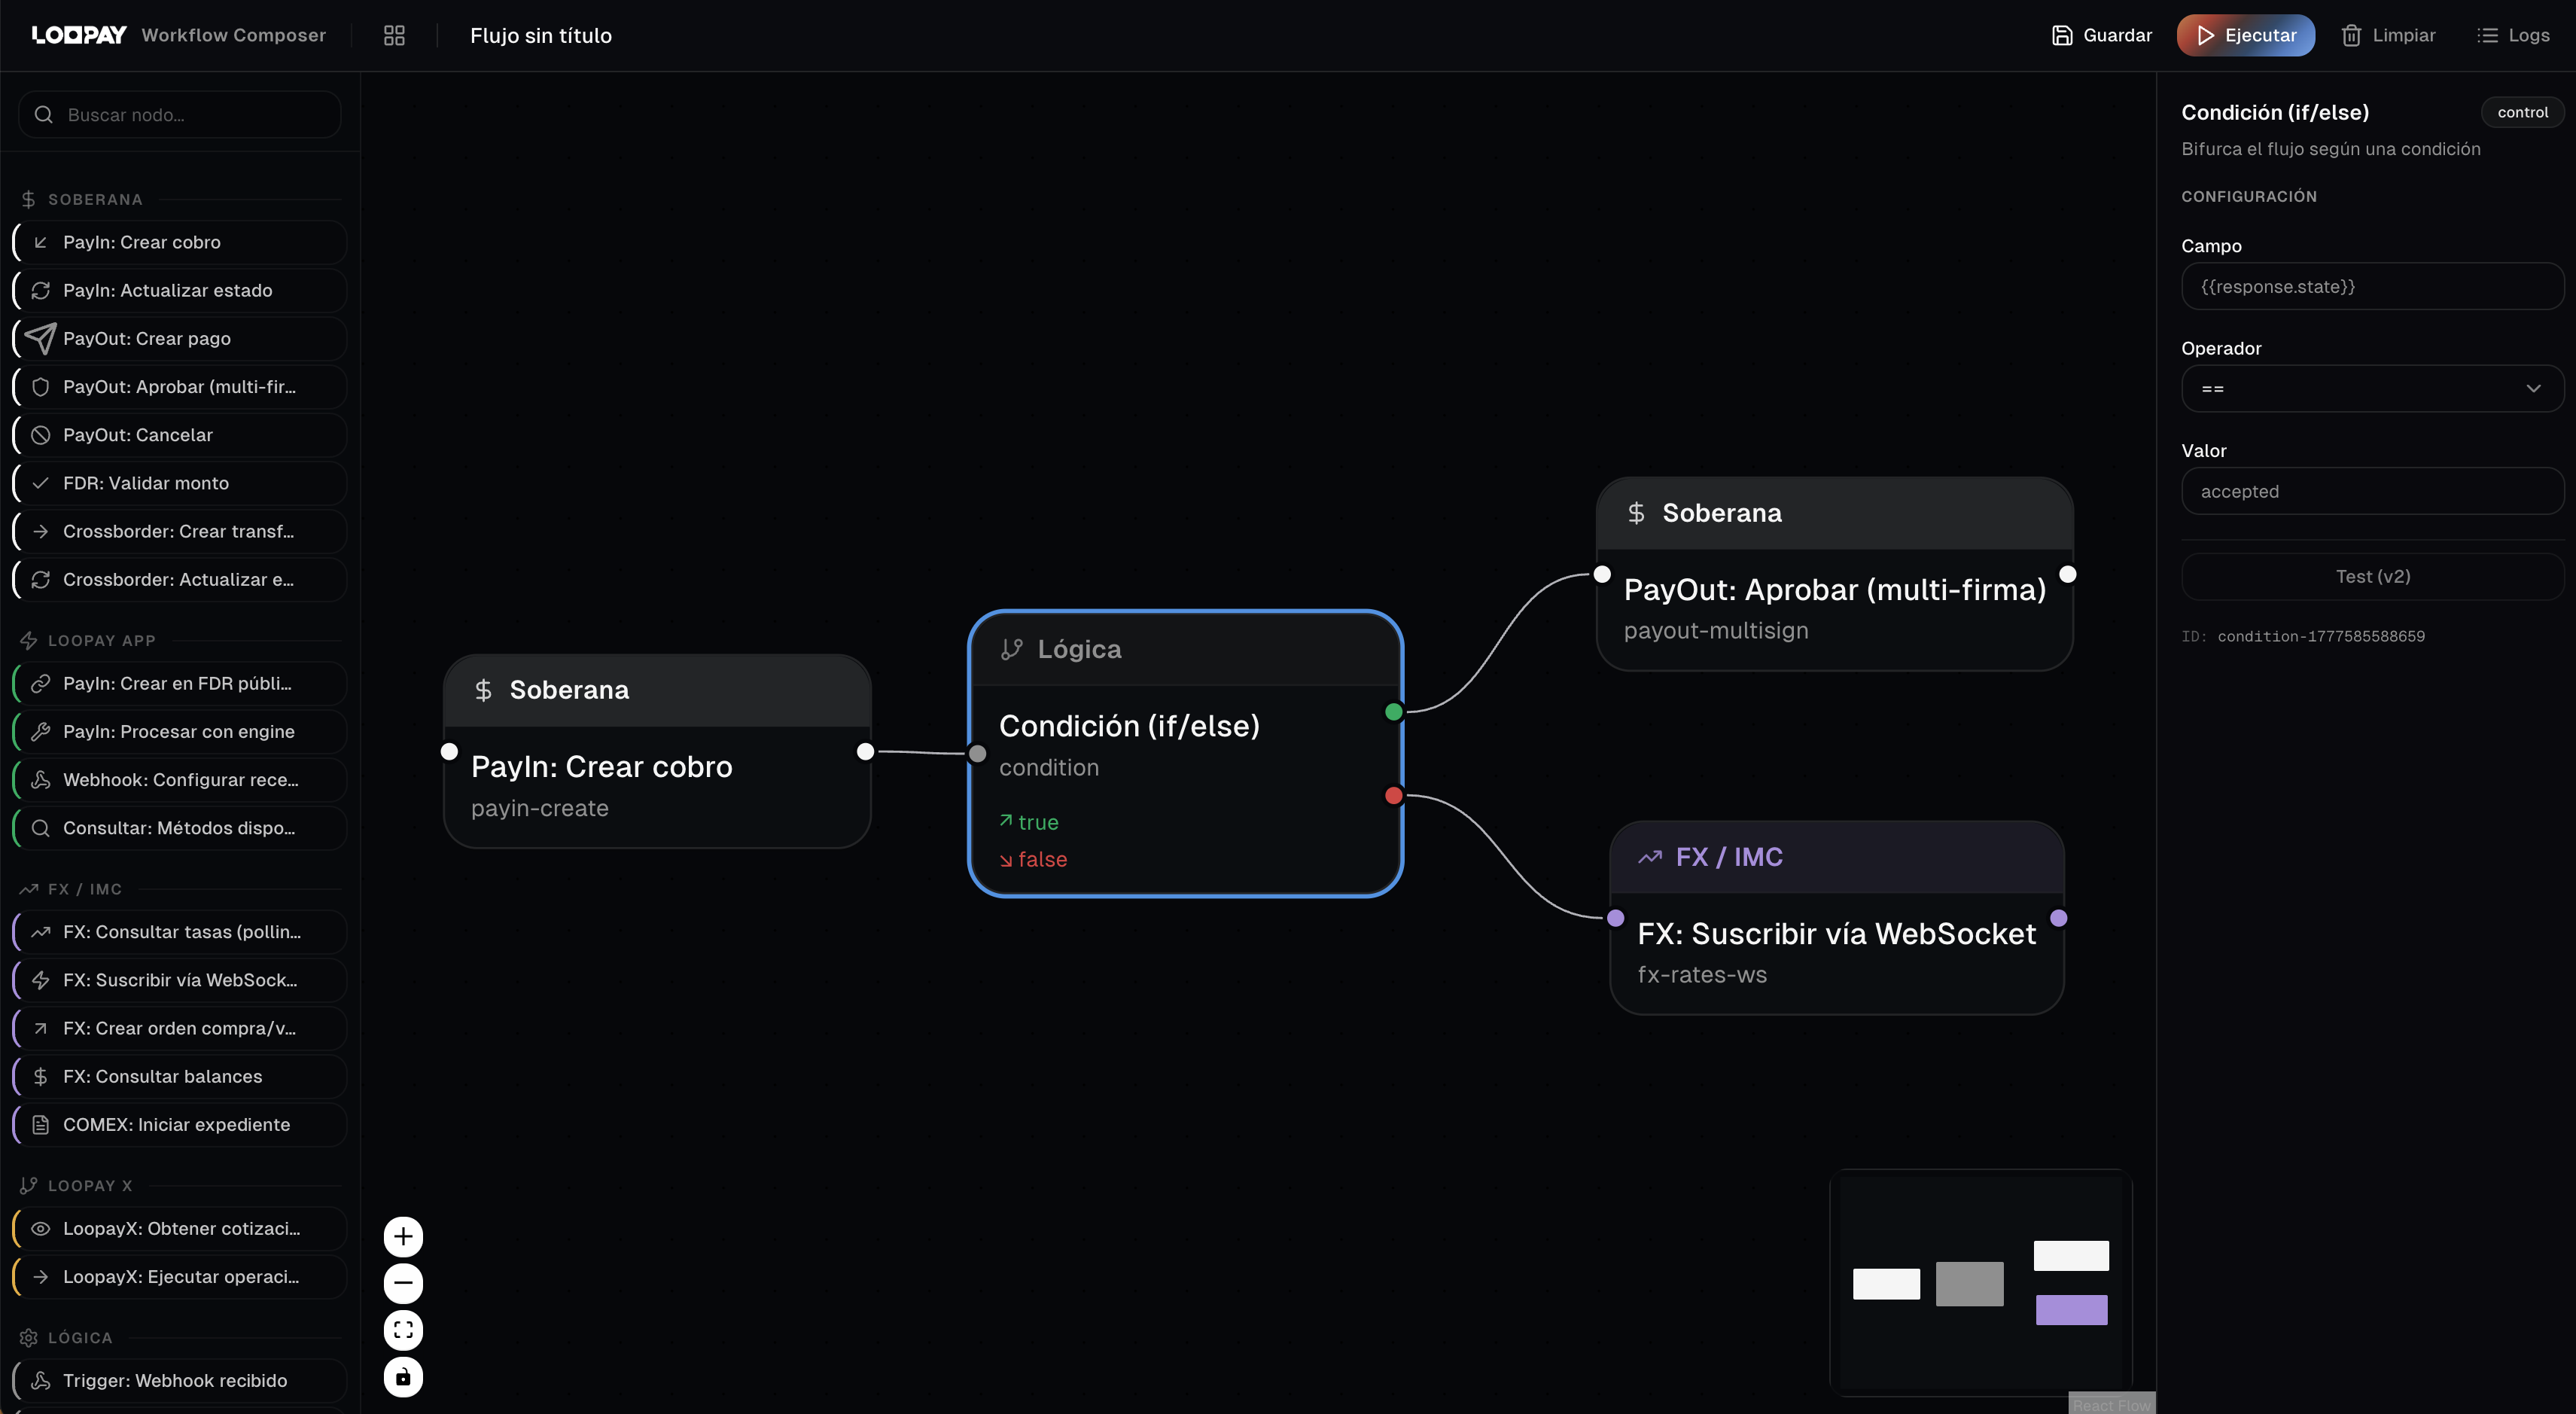 LOOPAY Workflow Composer
Flujo sin título
Guardar
Ejecutar
Limpiar
Logs
Buscar nodo...
SOBERANA
PayIn: Crear cobro
PayIn: Actualizar estado
PayOut: Crear pago
PayOut: Aprobar (multi-fir...
PayOut: Cancelar
FDR: Validar monto
Crossborder: Crear transf...
Crossborder: Actualizar e...
LOOPAY APP
PayIn: Crear en FDR públi...
PayIn: Procesar con engine
Webhook: Configurar rece...
Consultar: Métodos dispo...
FX / IMC
FX: Consultar tasas (pollin...
FX: Suscribir vía WebSock...
FX: Crear orden compra/v...
FX: Consultar balances
COMEX: Iniciar expediente
LOOPAY X
LoopayX: Obtener cotizaci...
LoopayX: Ejecutar operaci...
LÓGICA
Trigger: Webhook recibido
Soberana
PayIn: Crear cobro
payin-create
Lógica
Condición (if/else)
condition
true
false
Soberana
PayOut: Aprobar (multi-firma)
payout-multisign
FX / IMC
FX: Suscribir vía WebSocket
fx-rates-ws
React Flow
Condición (if/else)
control
Bifurca el flujo según una condición
CONFIGURACIÓN
Campo
{{response.state}}
Operador
==
Valor
accepted
Test (v2)
ID: condition-1777585588659